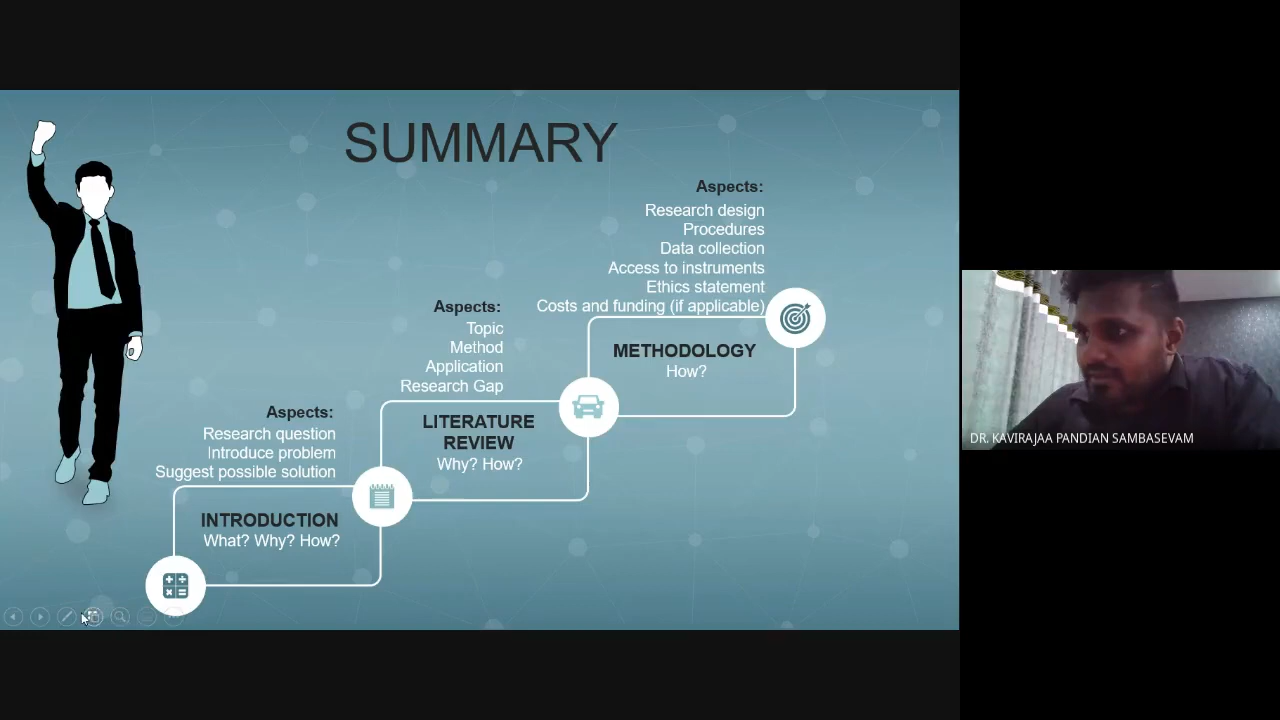 SUMMARY
Aspects:
Research design
Procedures
Data collection
Access to instruments
Ethics statement
Costs and funding (if applicable)
METHODOLOGY
How?
Aspects:
Topic
Method
Application
Research Gap
LITERATURE
REVIEW
Why? How?
Aspects:
Research question
Introduce problem
Suggest possible solution
INTRODUCTION
What? Why? How?
DR. KAVIRAJAA PANDIAN SAMBASEVAM